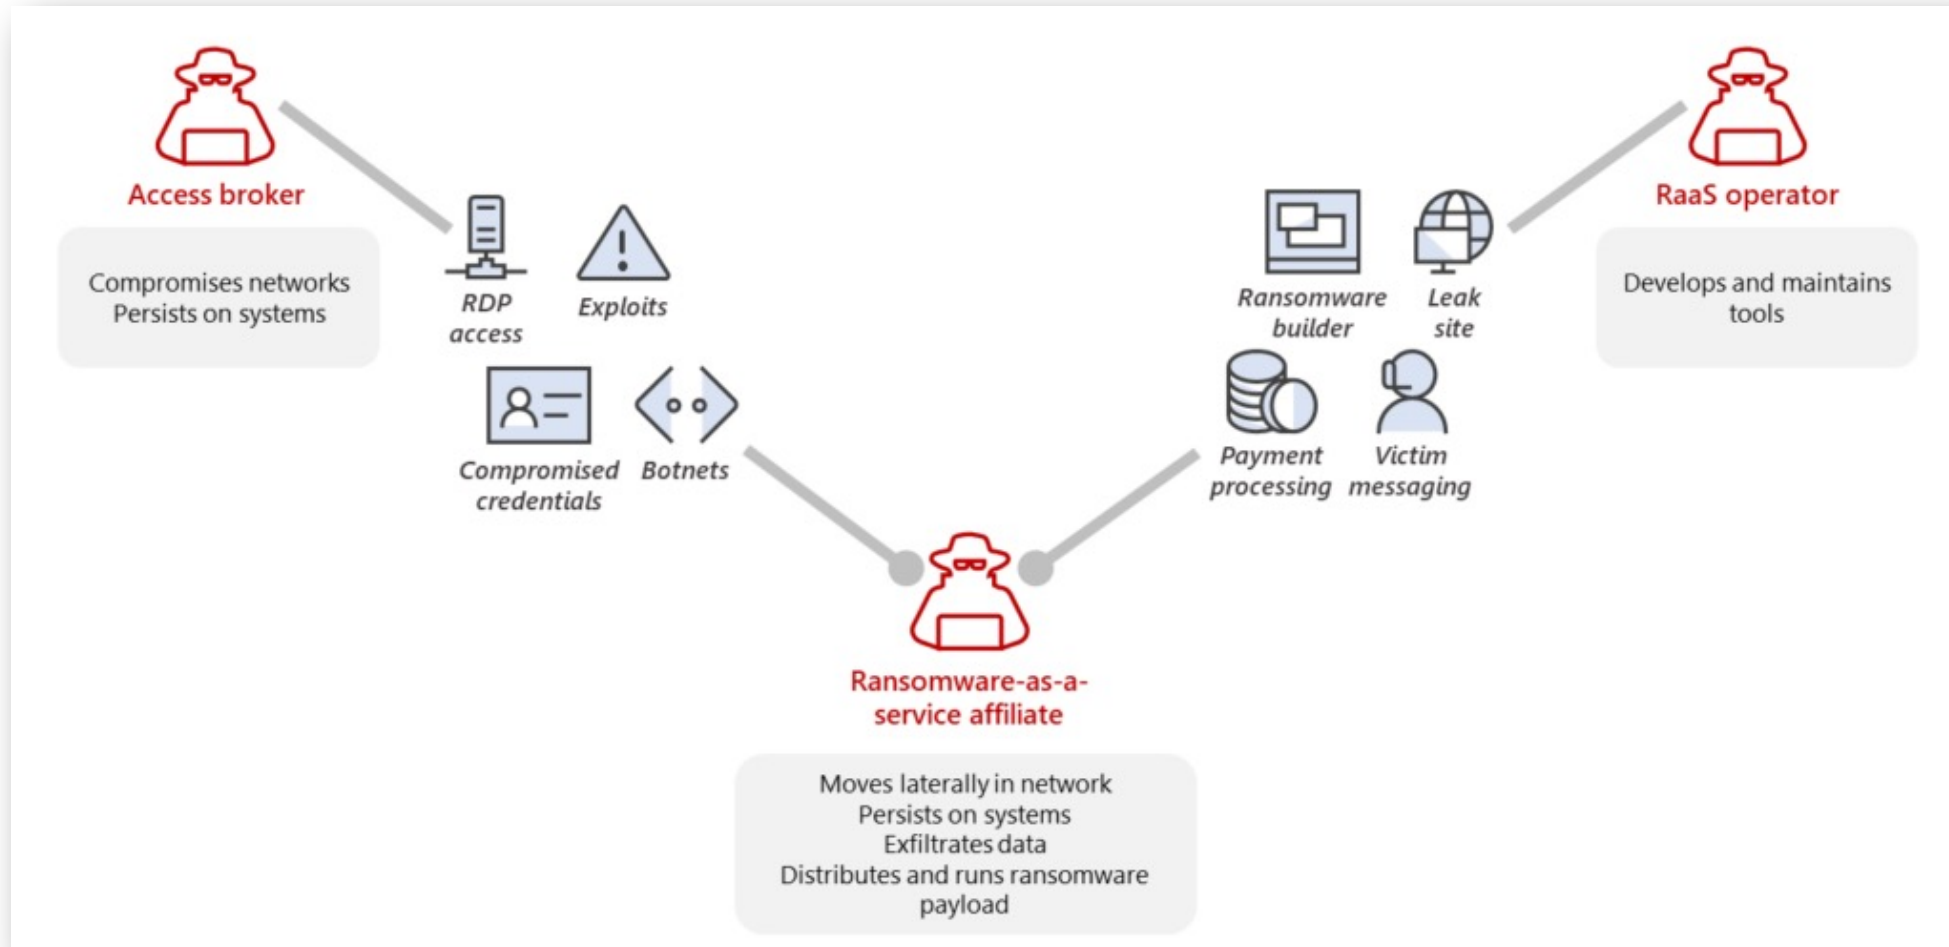 Access broker
Compromises networks
Persists on systems
RDP
access
Exploits
Compromised
credentials
Botnets
RaaS operator
Develops and maintains
tools
Ransomware
builder
Leak
site
Payment
processing
Victim
messaging
Ransomware-as-a-
service affiliate
Moves laterally in network
Persists on systems
Exfiltrates data
Distributes and runs ransomware
payload